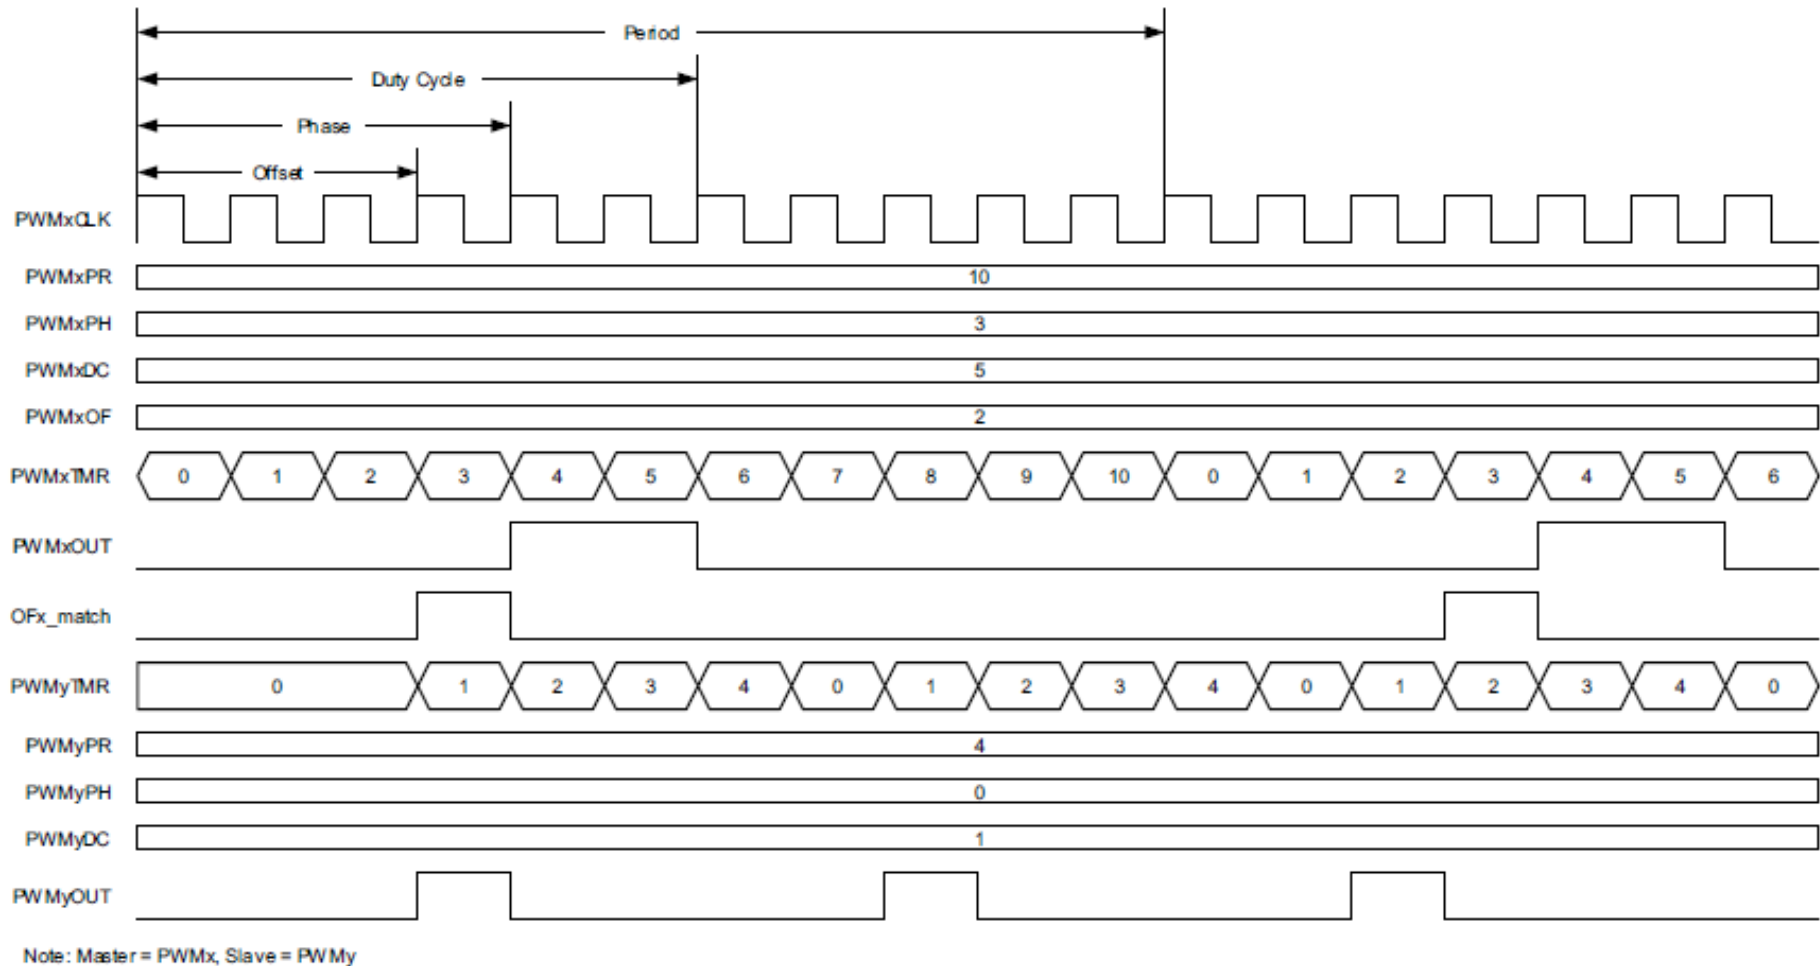 Period
Duty Cycle
Phase
Offset
PWMxCLK
PWMxPR 10
PWMxPH 3
PWMxDC 5
PWMxOF 2
PWMxTMR 0 1 2 3 4 5 6 7 8 9 10 0 1 2 3 4 5 6
PWMxOUT
OFx_match
PWMyTMR 0 1 2 3 4 0 1 2 3 4 0 1 2 3 4 0
PWMyPR 4
PWMyPH 0
PWMyDC 1
PWMyOUT
Note: Master = PWMx, Slave = PWMy